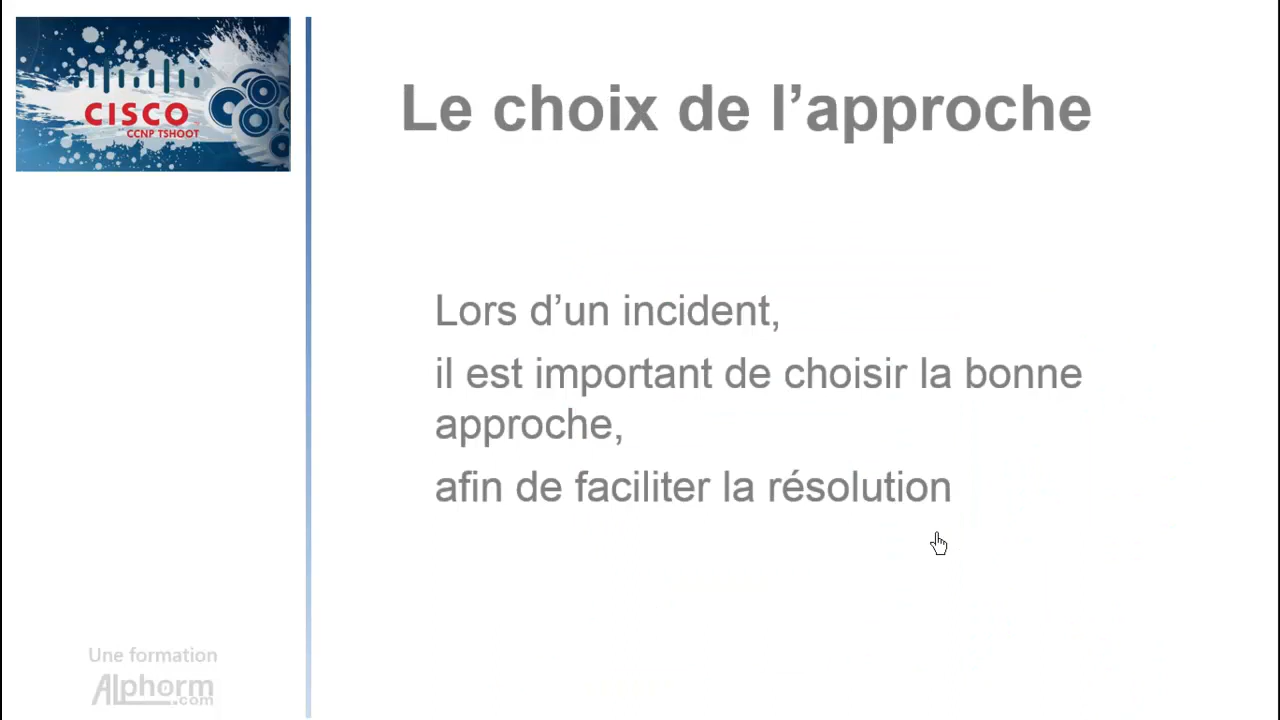 CISCO
CCNP TSHOOT
Le choix de l’approche
Lors d’un incident,
il est important de choisir la bonne
approche,
afin de faciliter la résolution
Une formation
Alphorm
.com